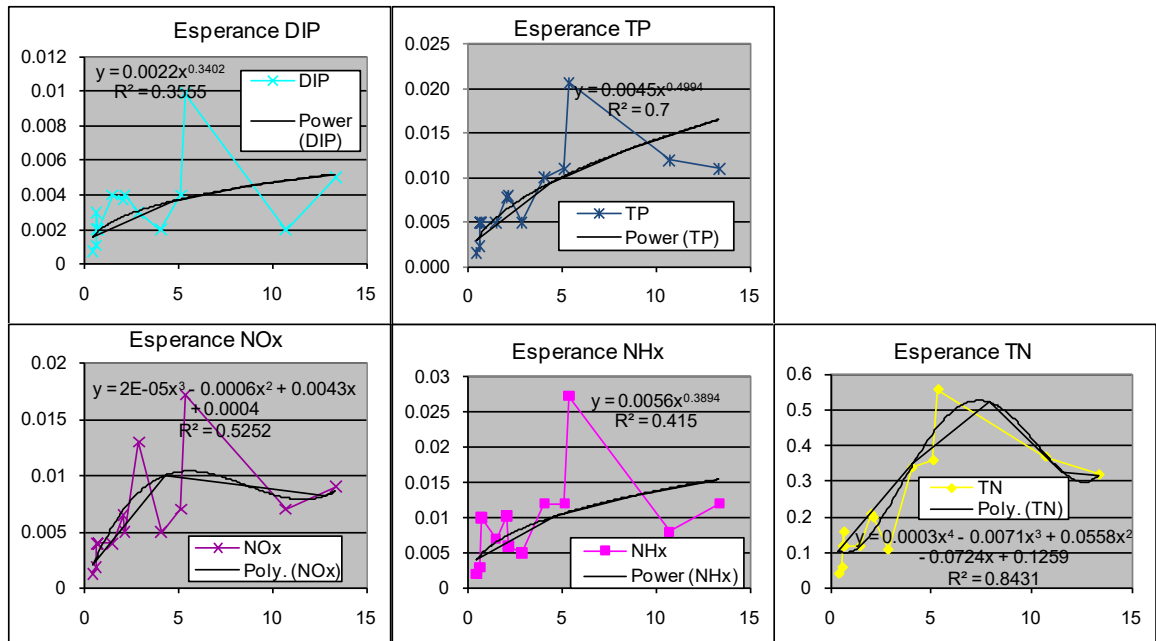 Esperance DIP
0.012
0.01
0.008
0.006
0.004
0.002
0
y = 0.0022x^0.3402
R² = 0.3555
DIP
Power
(DIP)
0 5 10 15
Esperance TP
0.025
0.020
0.015
0.010
0.005
0.000
y = 0.0045x^0.4994
R² = 0.7
TP
Power (TP)
0 5 10 15
Esperance NOx
0.02
0.015
0.01
0.005
0
y = 2E-05x³ - 0.0006x² + 0.0043x
+ 0.0004
R² = 0.5252
NOx
Poly. (NOx)
0 5 10 15
Esperance NHx
0.03
0.025
0.02
0.015
0.01
0.005
0
y = 0.0056x^0.3894
R² = 0.415
NHx
Power (NHx)
0 5 10 15
Esperance TN
0.6
0.5
0.4
0.3
0.2
0.1
0
TN
Poly. (TN)
y = 0.0003x⁴ - 0.0071x³ + 0.0558x²
- 0.0724x + 0.1259
R² = 0.8431
0 5 10 15